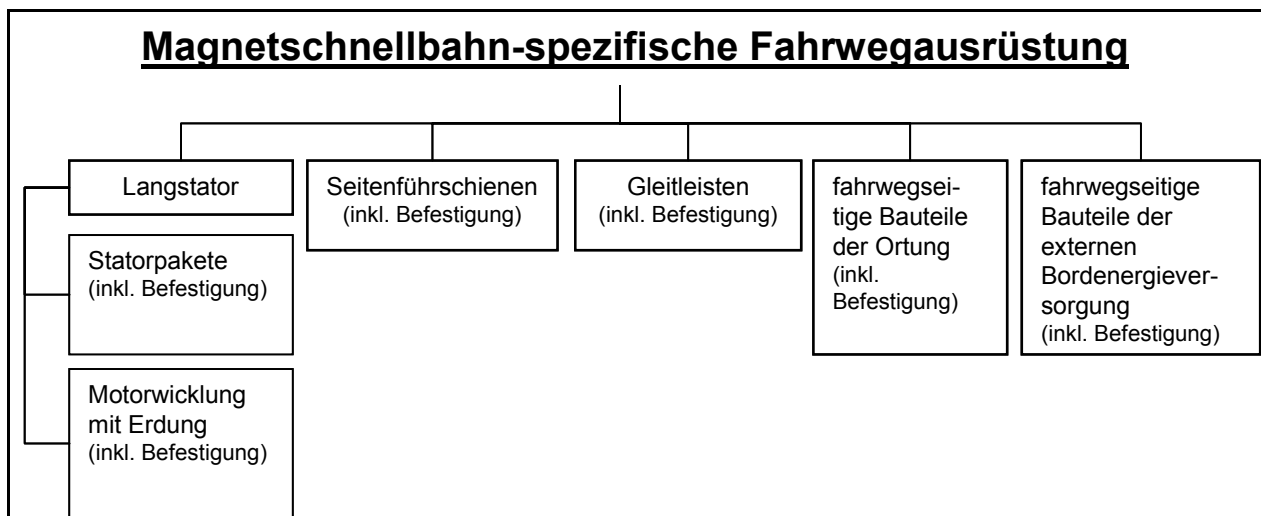 Magnetschnellbahn-spezifische Fahrwegausrüstung
Langstator
Statorpakete
(inkl. Befestigung)
Motorwicklung
mit Erdung
(inkl. Befestigung)
Seitenführschienen
(inkl. Befestigung)
Gleitleisten
(inkl. Befestigung)
fahrwegsei-
tige Bauteile
der Ortung
(inkl.
Befestigung)
fahrwegseitige
Bauteile der
externen
Bordenergiever-
sorgung
(inkl. Befestigung)